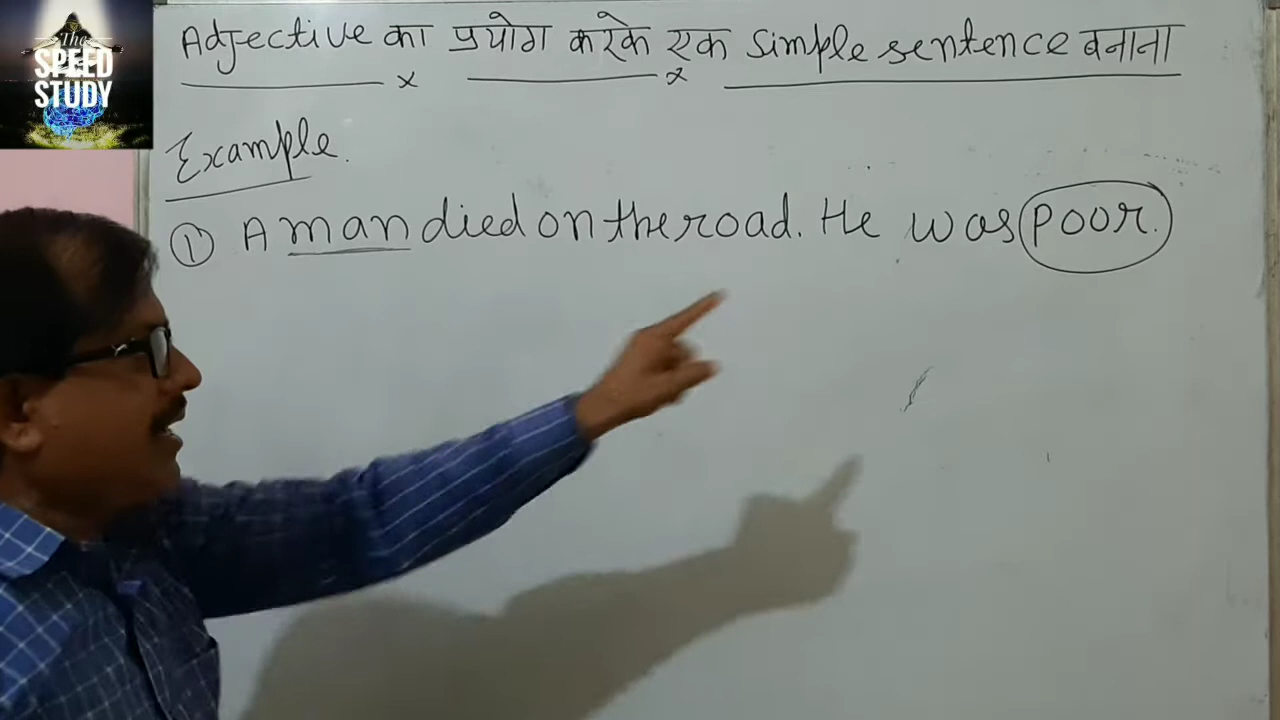 The
SPEED
STUDY
Adjective का प्रयोग करके एक simple sentence बनाना
Example.
① A man died on the road. He was poor.